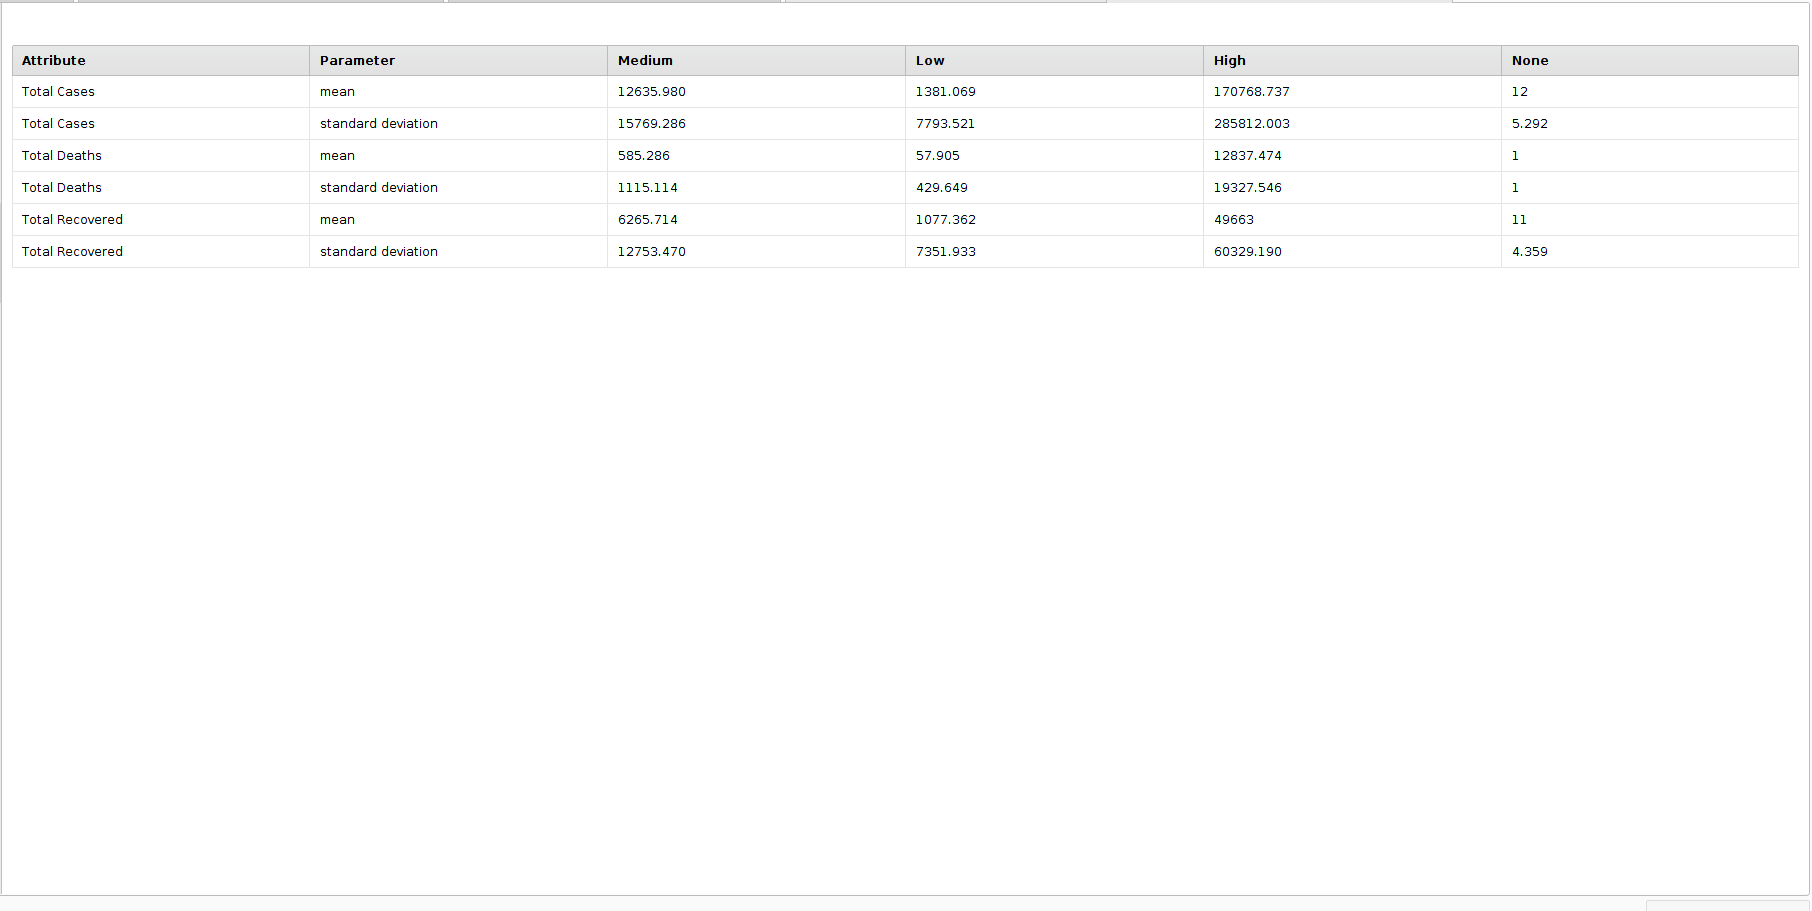 Attribute Parameter Medium Low High None
Total Cases mean 12635.980 1381.069 170768.737 12
Total Cases standard deviation 15769.286 7793.521 285812.003 5.292
Total Deaths mean 585.286 57.905 12837.474 1
Total Deaths standard deviation 1115.114 429.649 19327.546 1
Total Recovered mean 6265.714 1077.362 49663 11
Total Recovered standard deviation 12753.470 7351.933 60329.190 4.359